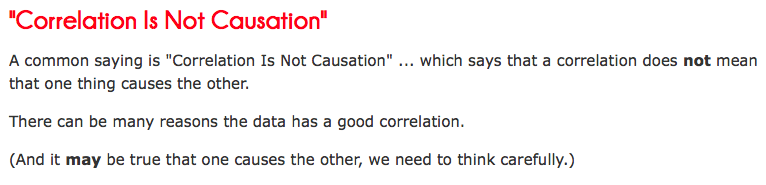 "Correlation Is Not Causation"
A common saying is "Correlation Is Not Causation" ... which says that a correlation does not mean
that one thing causes the other.
There can be many reasons the data has a good correlation.
(And it may be true that one causes the other, we need to think carefully.)